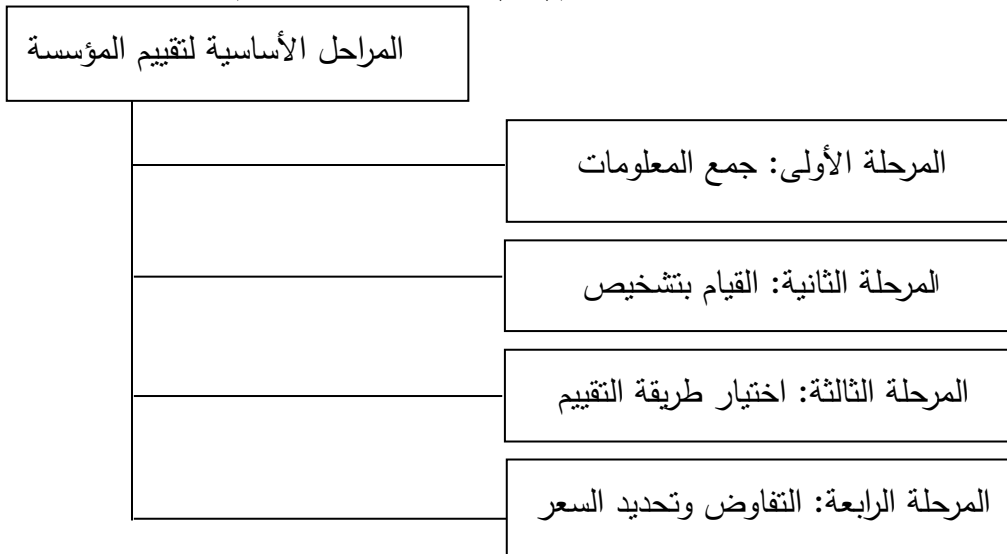 المراحل الأساسية لتقييم المؤسسة
المرحلة الأولى: جمع المعلومات
المرحلة الثانية: القيام بتشخيص
المرحلة الثالثة: اختيار طريقة التقييم
المرحلة الرابعة: التفاوض وتحديد السعر